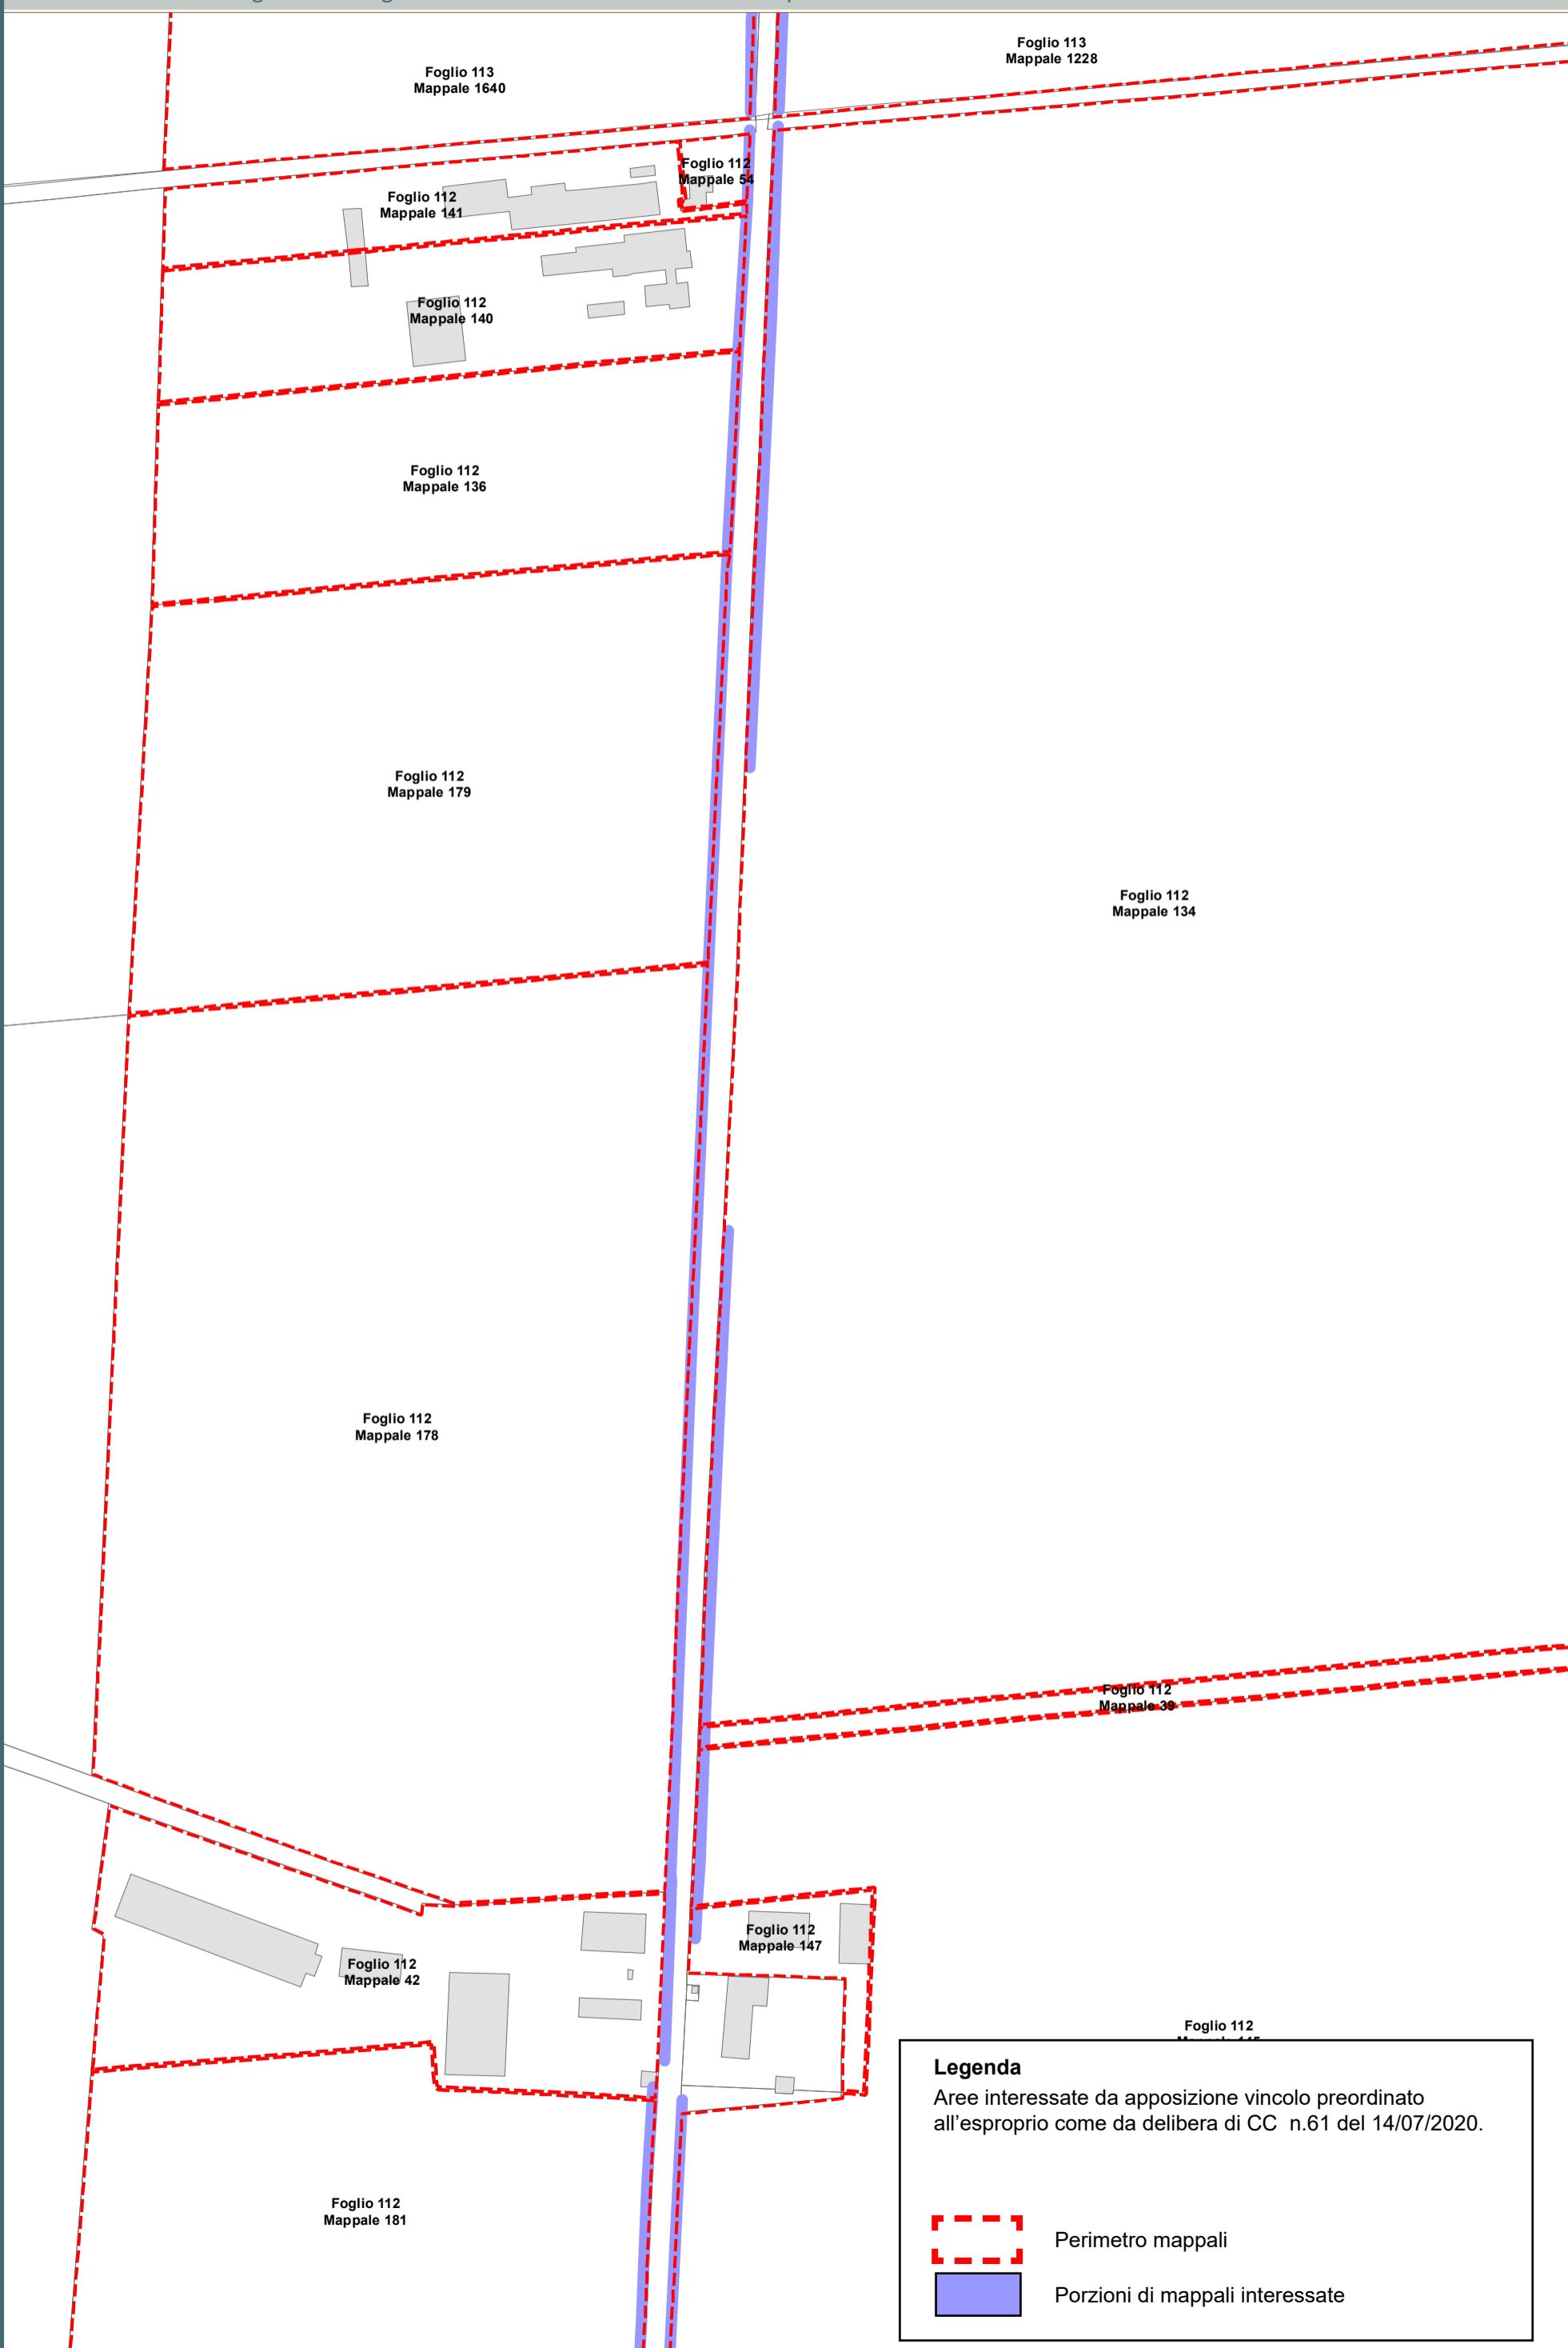 Foglio 113
Mappale 1228
Foglio 113
Mappale 1640
Foglio 112
Mappale 54
Foglio 112
Mappale 141
Foglio 112
Mappale 140
Foglio 112
Mappale 136
Foglio 112
Mappale 179
Foglio 112
Mappale 134
Foglio 112
Mappale 178
Foglio 112
Mappale 39
Foglio 112
Mappale 147
Foglio 112
Mappale 42
Foglio 112
Foglio 112
Mappale 181
Legenda
Aree interessate da apposizione vincolo preordinato
all'esproprio come da delibera di CC n.61 del 14/07/2020.
Perimetro mappali
Porzioni di mappali interessate